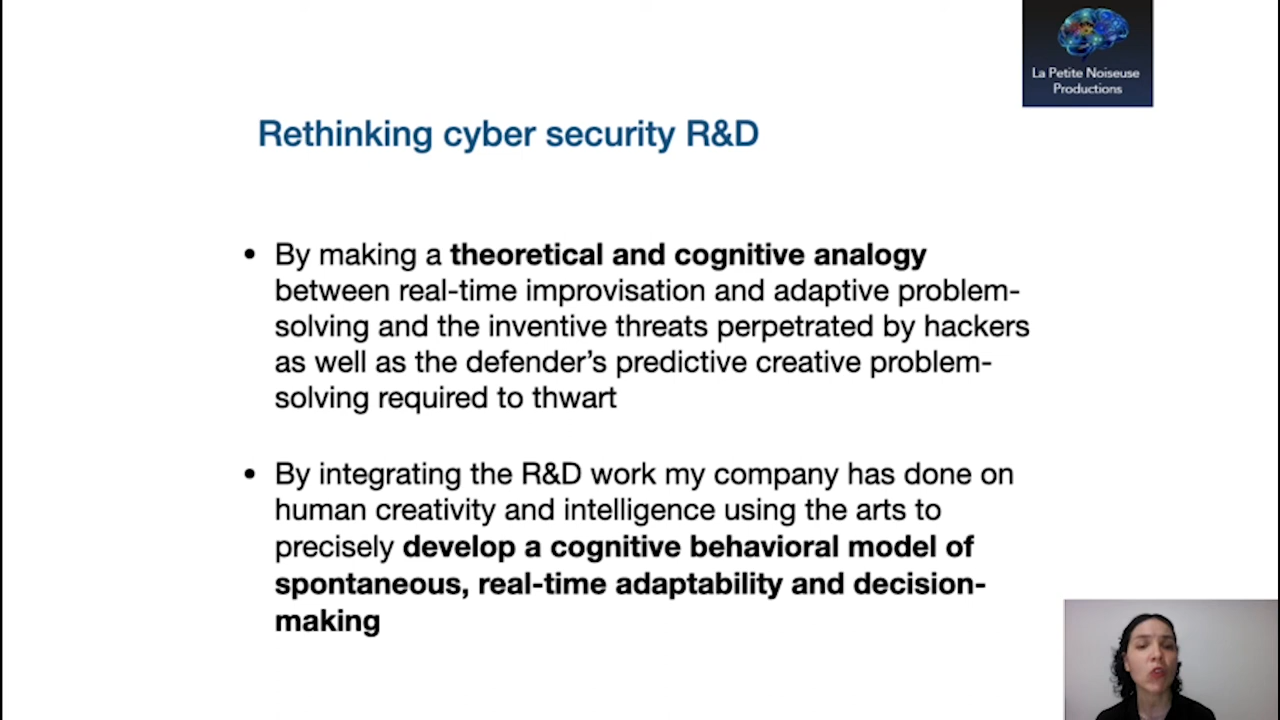 La Petite Noiseuse
Productions
Rethinking cyber security R&D
• By making a theoretical and cognitive analogy
between real-time improvisation and adaptive problem-
solving and the inventive threats perpetrated by hackers
as well as the defender’s predictive creative problem-
solving required to thwart
• By integrating the R&D work my company has done on
human creativity and intelligence using the arts to
precisely develop a cognitive behavioral model of
spontaneous, real-time adaptability and decision-
making